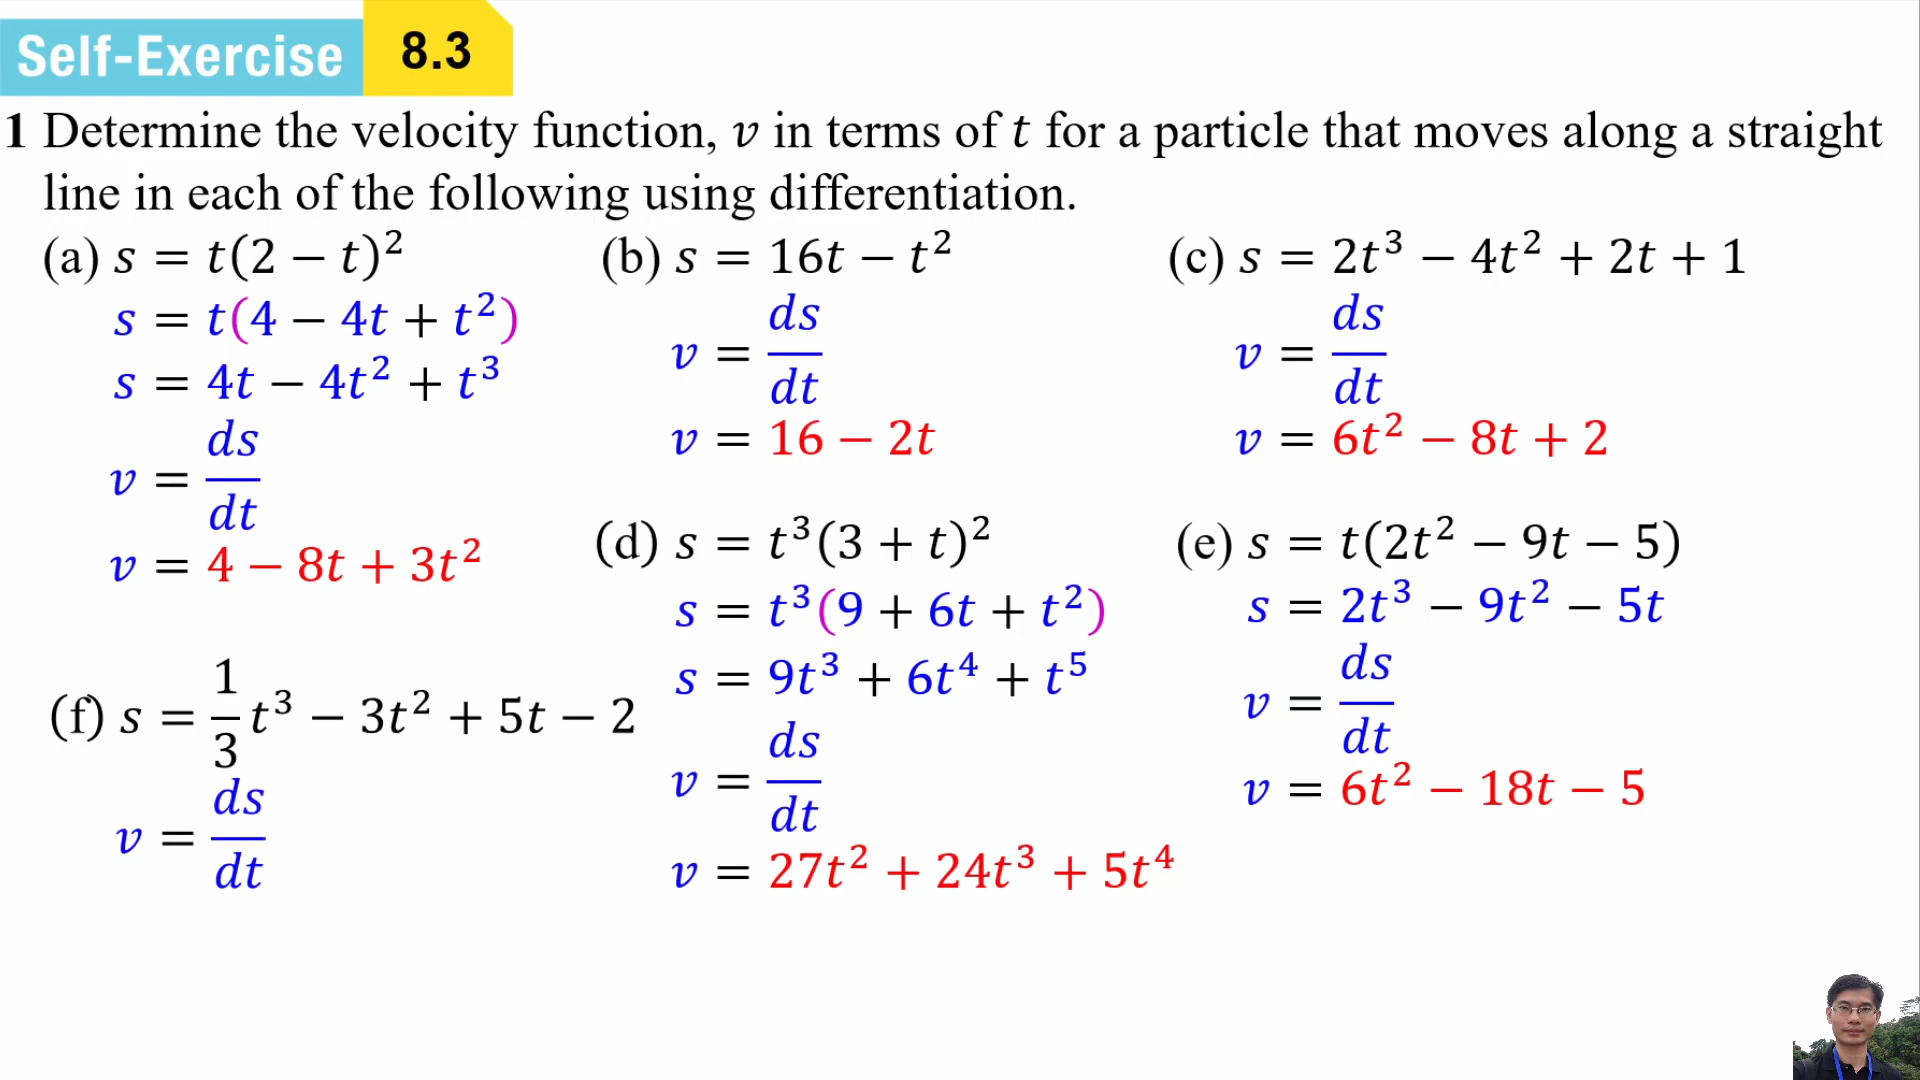 Self-Exercise 8.3
1 Determine the velocity function, v in terms of t for a particle that moves along a straight
line in each of the following using differentiation.
(a) s = t(2 − t)²
s = t(4 − 4t + t²)
s = 4t − 4t² + t³
v = ds/dt
v = 4 − 8t + 3t²
(b) s = 16t − t²
v = ds/dt
v = 16 − 2t
(c) s = 2t³ − 4t² + 2t + 1
v = ds/dt
v = 6t² − 8t + 2
(d) s = t³(3 + t)²
s = t³(9 + 6t + t²)
s = 9t³ + 6t⁴ + t⁵
v = ds/dt
v = 27t² + 24t³ + 5t⁴
(e) s = t(2t² − 9t − 5)
s = 2t³ − 9t² − 5t
v = ds/dt
v = 6t² − 18t − 5
(f) s = 1/3 t³ − 3t² + 5t − 2
v = ds/dt